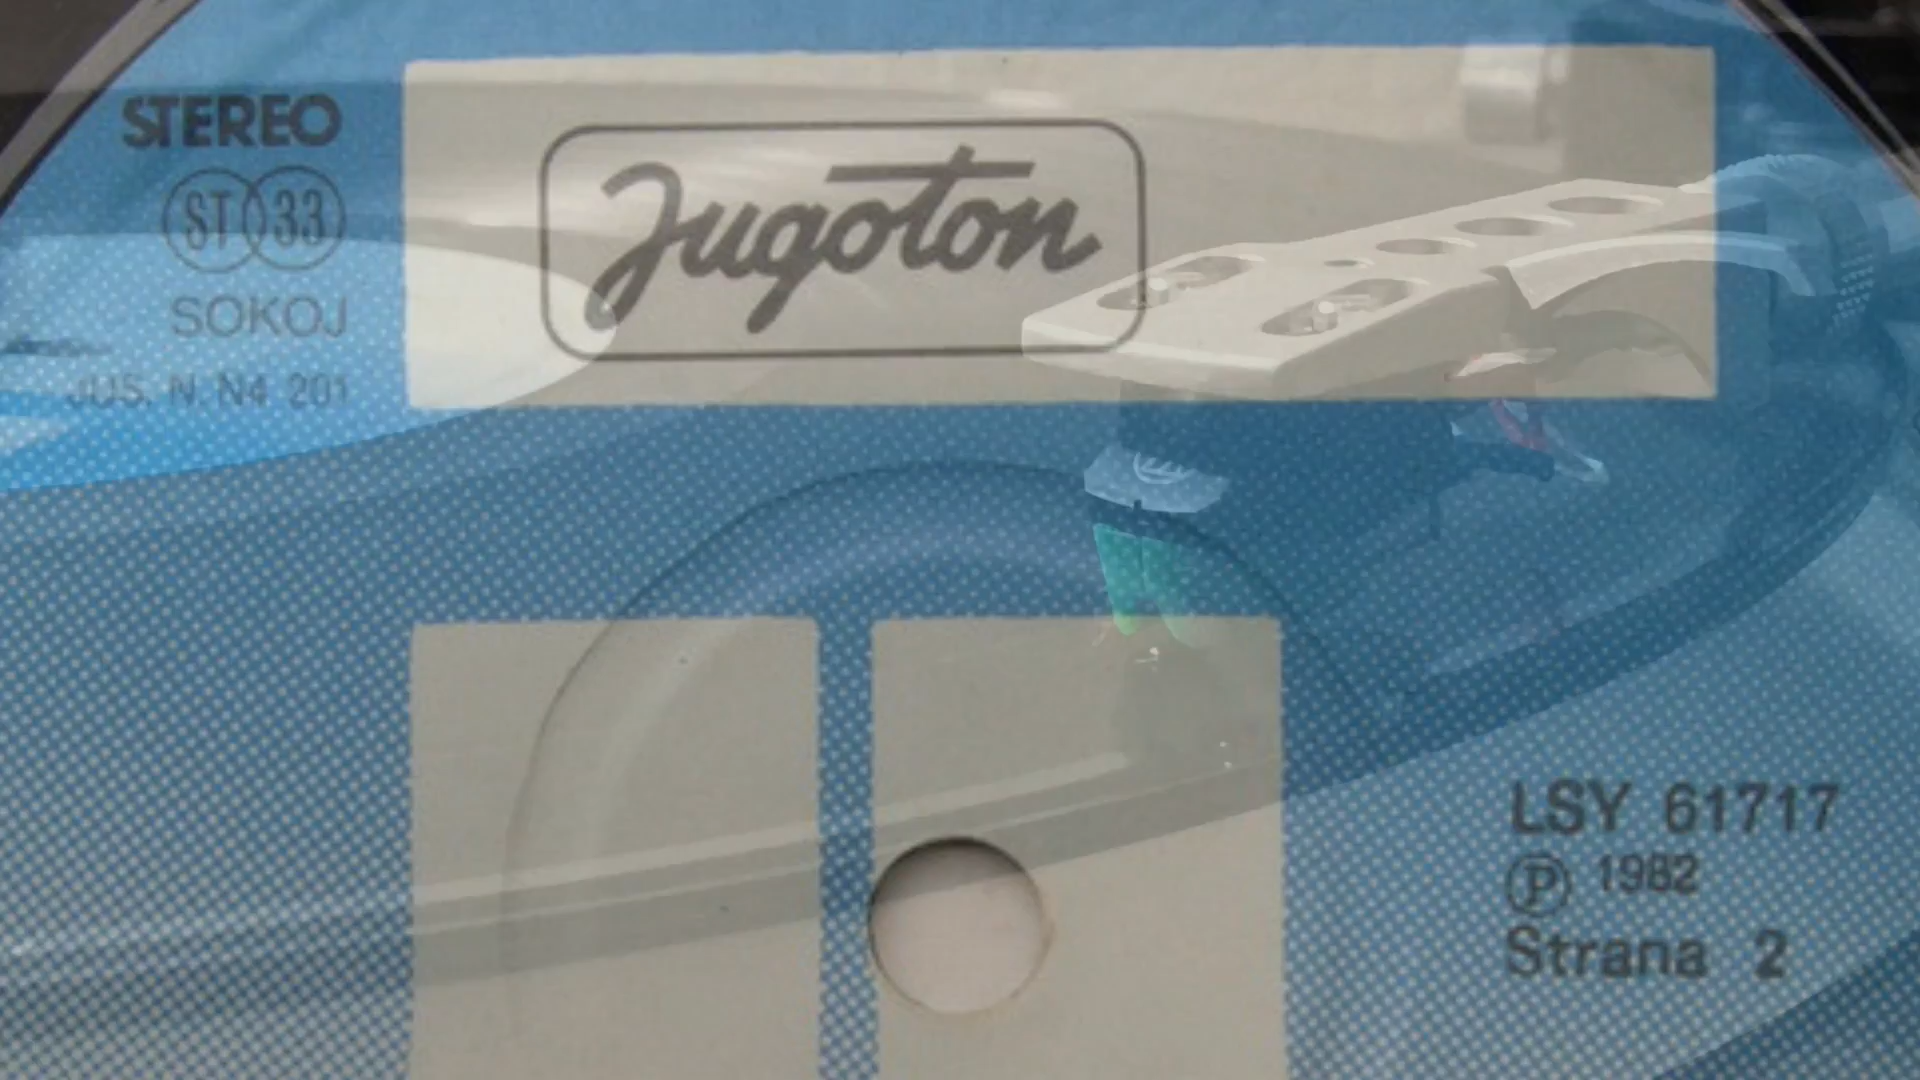 STEREO
ST 33
SOKOJ
JUS. N. N4 201
Jugoton
LSY 61717
Ⓟ 1982
Strana 2